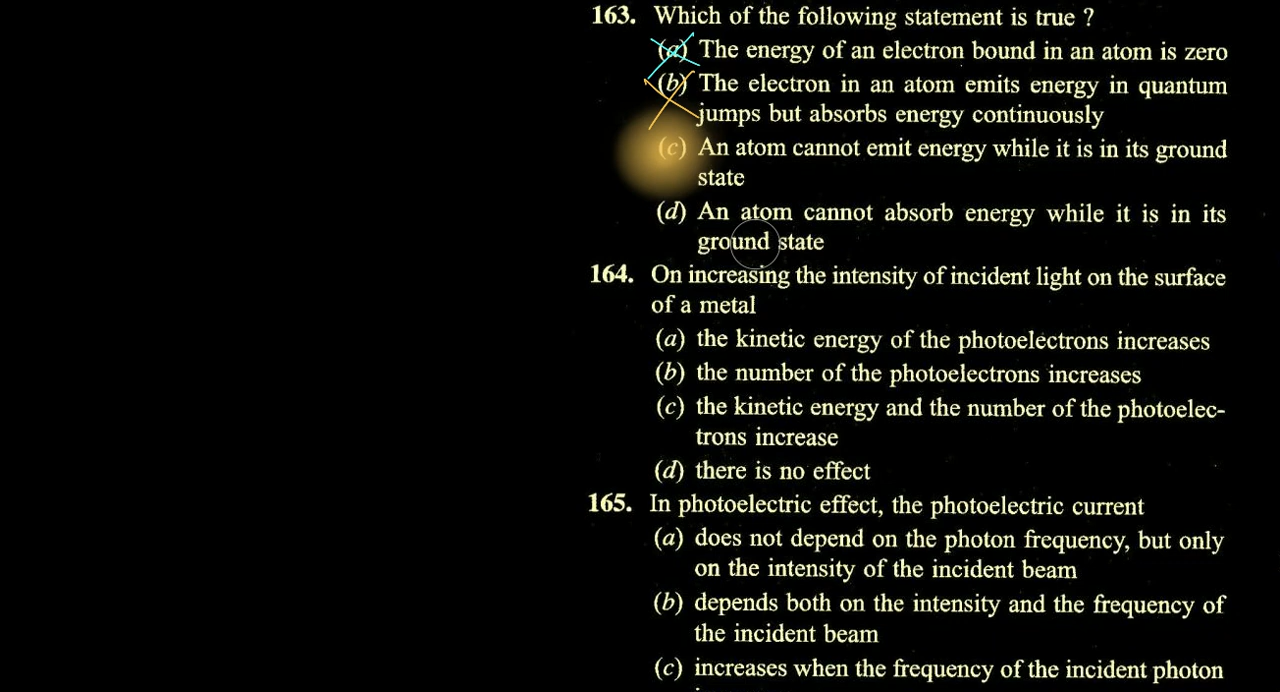 163. Which of the following statement is true ?
(a) The energy of an electron bound in an atom is zero
(b) The electron in an atom emits energy in quantum
jumps but absorbs energy continuously
(c) An atom cannot emit energy while it is in its ground
state
(d) An atom cannot absorb energy while it is in its
ground state
164. On increasing the intensity of incident light on the surface
of a metal
(a) the kinetic energy of the photoelectrons increases
(b) the number of the photoelectrons increases
(c) the kinetic energy and the number of the photoelec-
trons increase
(d) there is no effect
165. In photoelectric effect, the photoelectric current
(a) does not depend on the photon frequency, but only
on the intensity of the incident beam
(b) depends both on the intensity and the frequency of
the incident beam
(c) increases when the frequency of the incident photon